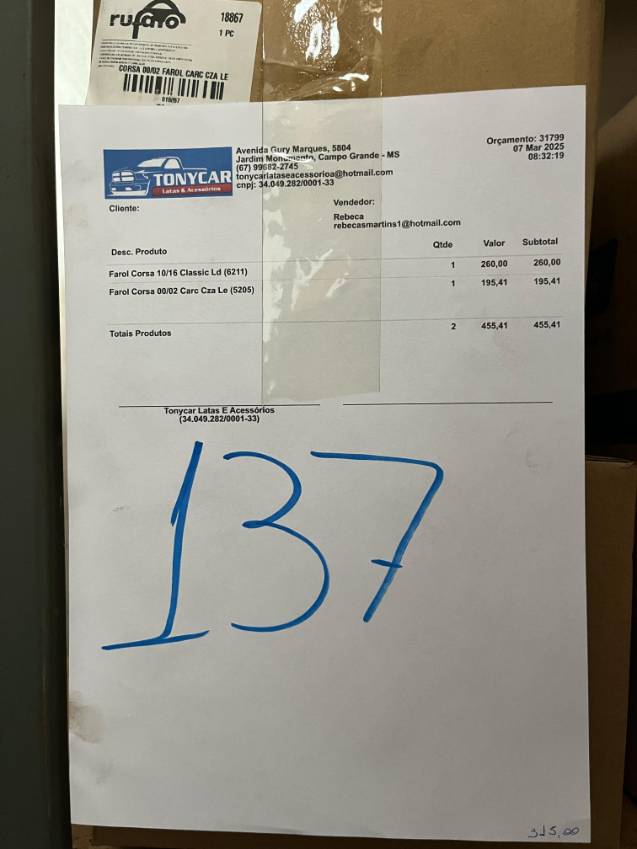 rufato
18867
1 PC
CORSA 00/02 FAROL CARC CZA LE
TONYCAR
Latas & Acessórios
Avenida Gury Marques, 5804
Jardim Monumento, Campo Grande - MS
(67) 99682-2745
tonycarlataseacessorioa@hotmail.com
cnpj: 34.049.282/0001-33
Orçamento: 31799
07 Mar 2025
08:32:19
Cliente:
Vendedor:
Rebeca
rebecasmartins1@hotmail.com
Desc. Produto Qtde Valor Subtotal
Farol Corsa 10/16 Classic Ld (6211) 1 260,00 260,00
Farol Corsa 00/02 Carc Cza Le (5205) 1 195,41 195,41
Totais Produtos 2 455,41 455,41
Tonycar Latas E Acessórios
(34.049.282/0001-33)
137
315,00